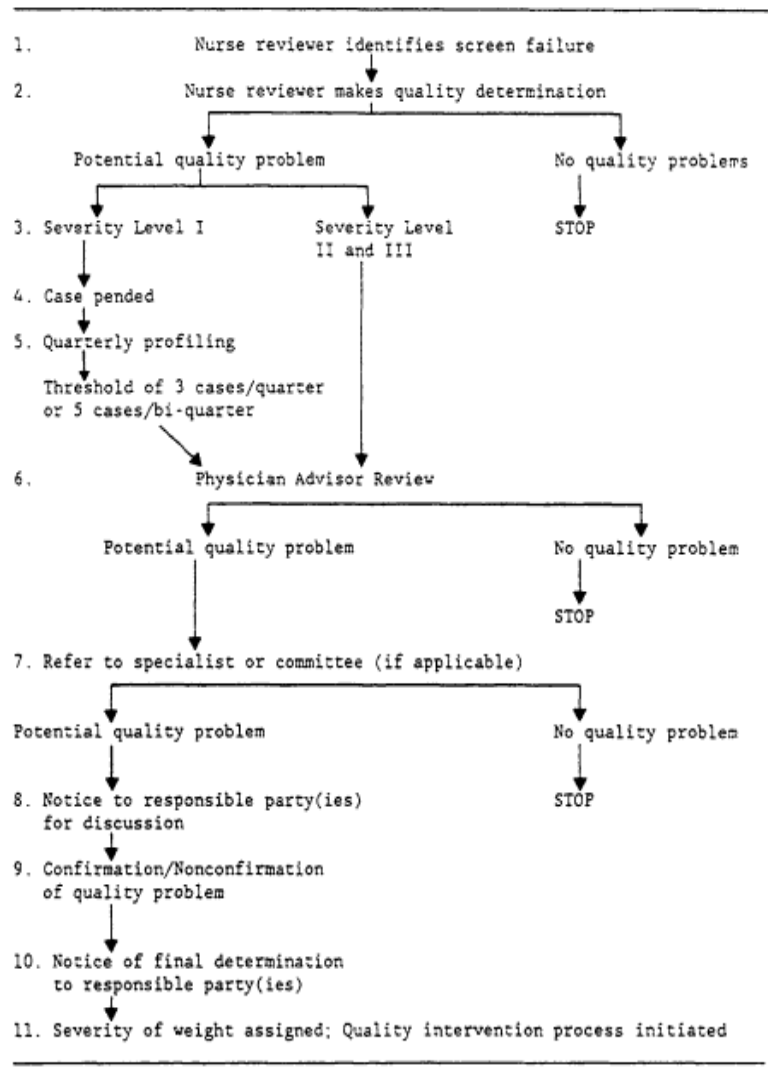 1. Nurse reviewer identifies screen failure
2. Nurse reviewer makes quality determination
Potential quality problem No quality problems
3. Severity Level I Severity Level II and III STOP
4. Case pended
5. Quarterly profiling
Threshold of 3 cases/quarter
or 5 cases/bi-quarter
6. Physician Advisor Review
Potential quality problem No quality problem
STOP
7. Refer to specialist or committee (if applicable)
Potential quality problem No quality problem
8. Notice to responsible party(ies) STOP
for discussion
9. Confirmation/Nonconfirmation
of quality problem
10. Notice of final determination
to responsible party(ies)
11. Severity of weight assigned; Quality intervention process initiated